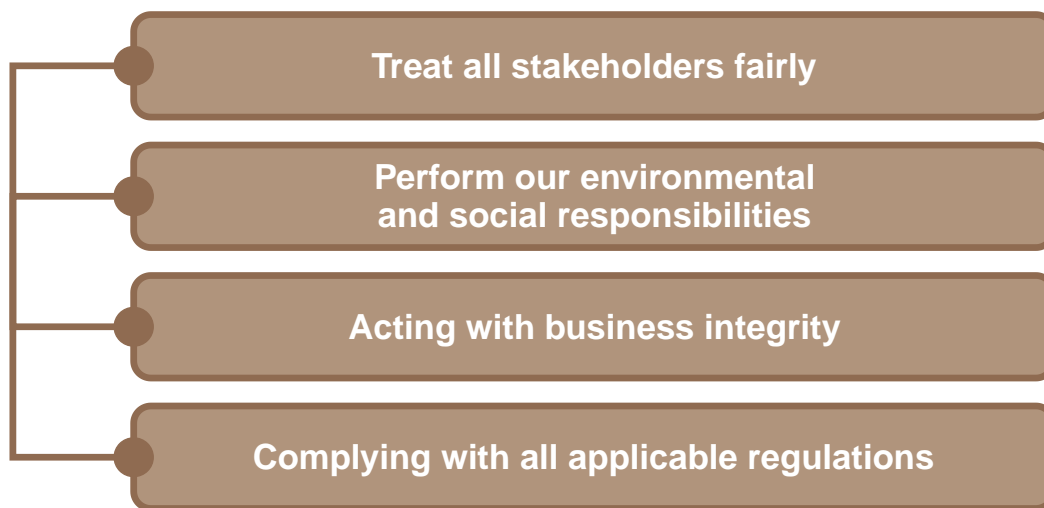 Treat all stakeholders fairly
Perform our environmental
and social responsibilities
Acting with business integrity
Complying with all applicable regulations